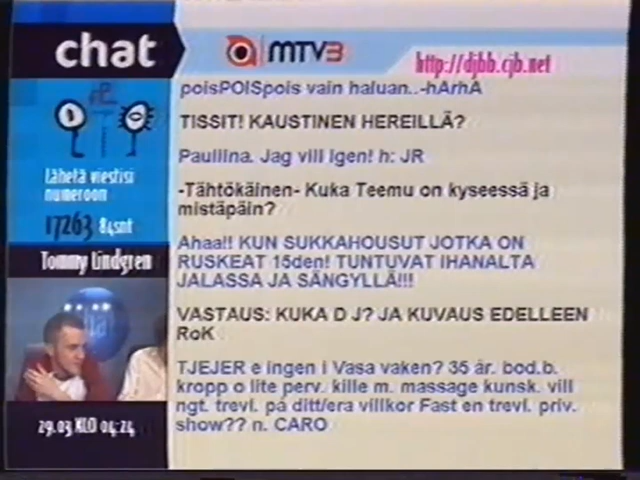 chat
MTV3
http://djbb.cjb.net
poisPOISpois vain haluan..-hArhA
TISSIT! KAUSTINEN HEREILLÄ?
Pauliina. Jag vill igen! h: JR
-Tähtökäinen- Kuka Teemu on kyseessä ja
mistäpäin?
Ahaa!! KUN SUKKAHOUSUT JOTKA ON
RUSKEAT 15den! TUNTUVAT IHANALTA
JALASSA JA SÄNGYLLÄ!!!
VASTAUS: KUKA D J? JA KUVAUS EDELLEEN
RoK
TJEJER e ingen i Vasa vaken? 35 år. bod.b.
kropp o lite perv. kille m. massage kunsk. vill
ngt. trevl. på ditt/era villkor Fast en trevl. priv.
show?? n. CARO
Lähetä viestisi
numeroon
17263 84snt
Tommy Lindgren
29.03 KLO 04:24